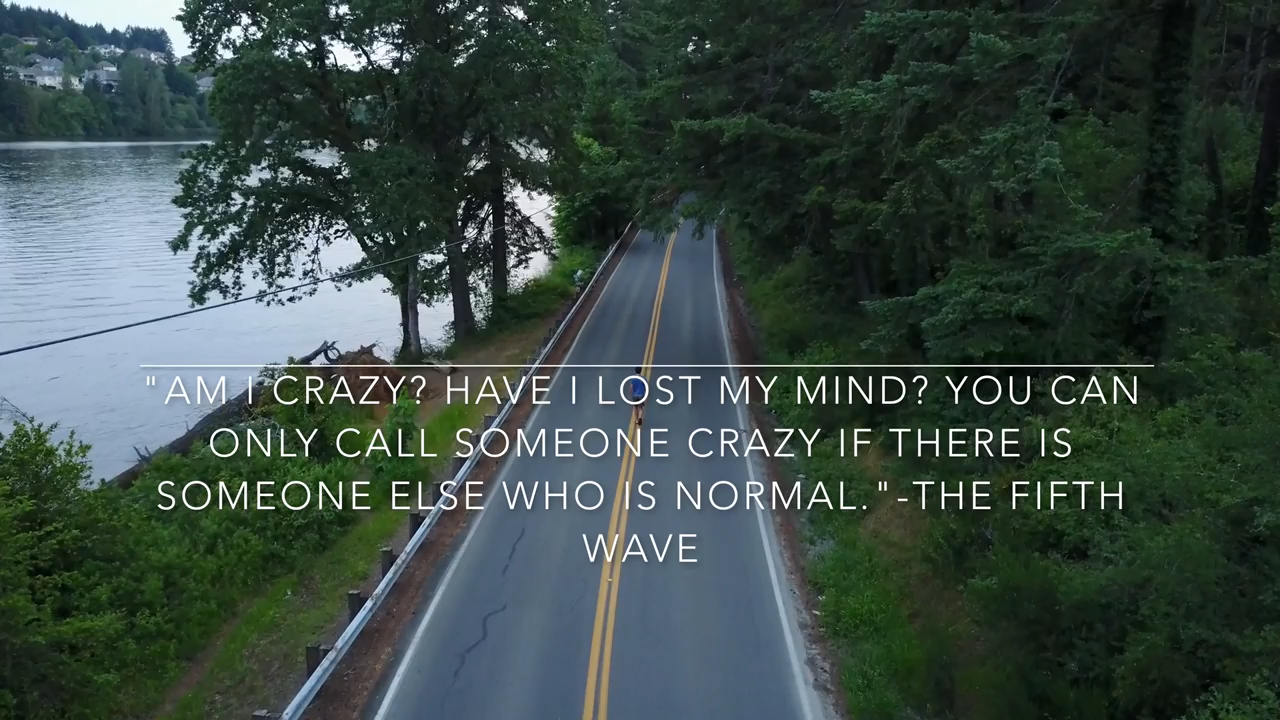 "AM I CRAZY? HAVE I LOST MY MIND? YOU CAN
ONLY CALL SOMEONE CRAZY IF THERE IS
SOMEONE ELSE WHO IS NORMAL."-THE FIFTH
WAVE